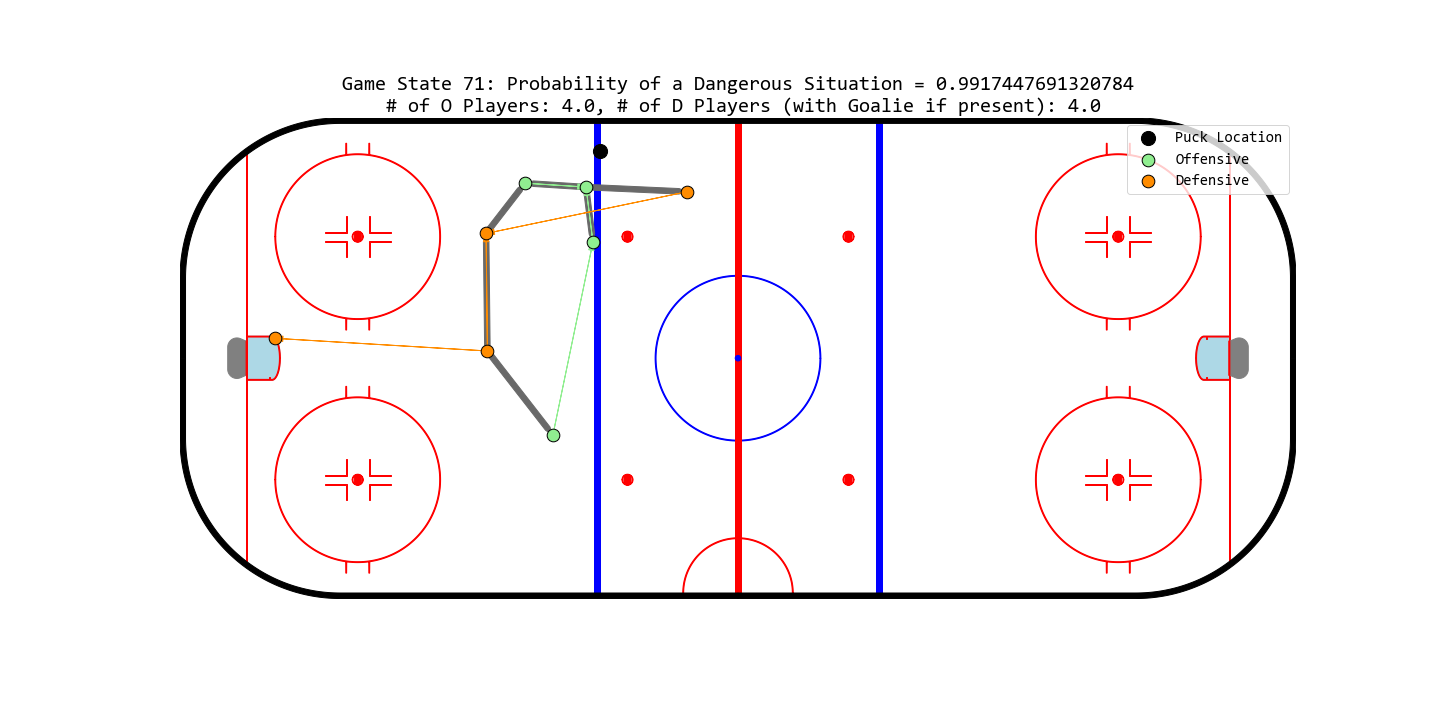 Game State 71: Probability of a Dangerous Situation = 0.9917447691320784
# of O Players: 4.0, # of D Players (with Goalie if present): 4.0
Puck Location
Offensive
Defensive